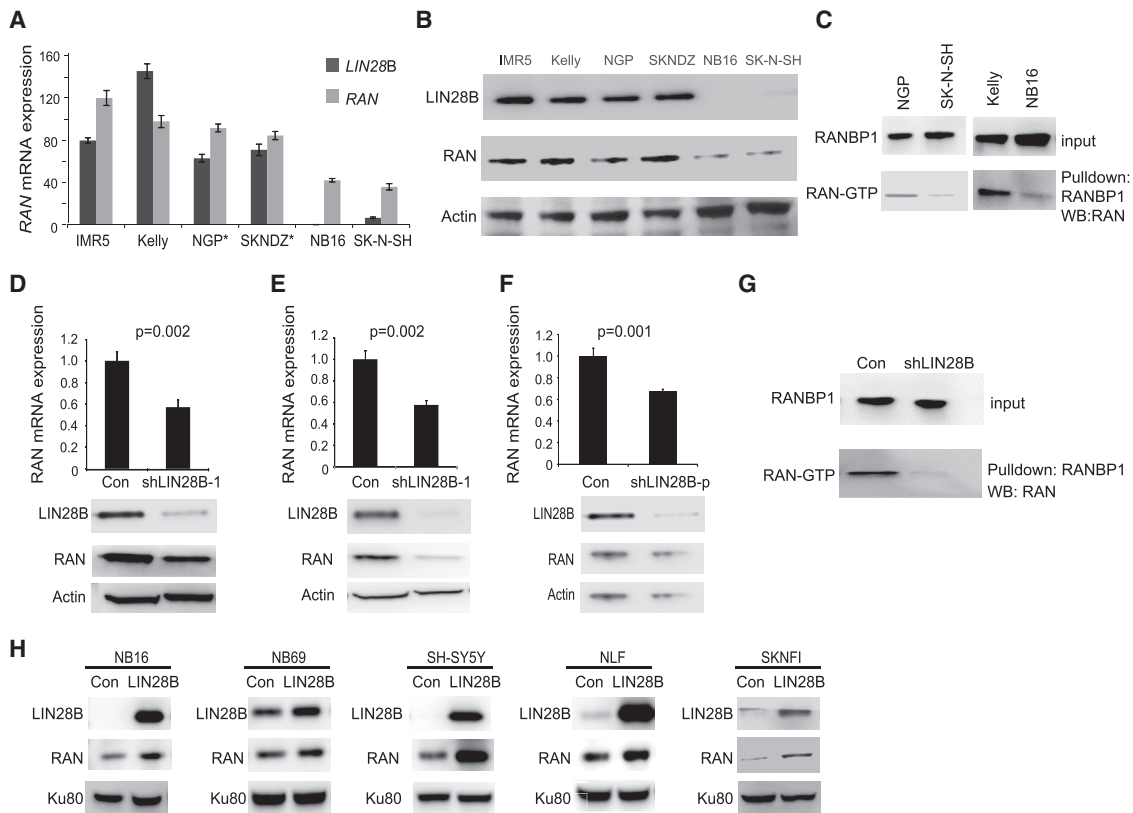 A
RAN mRNA expression
160
120
80
40
0
LIN28B
RAN
IMR5 Kelly NGP* SKNDZ* NB16 SK-N-SH
B
IMR5 Kelly NGP SKNDZ NB16 SK-N-SH
LIN28B
RAN
Actin
C
NGP SK-N-SH Kelly NB16
RANBP1 input
RAN-GTP Pulldown:
RANBP1
WB:RAN
D
RAN mRNA expression
p=0.002
1.2
1.0
0.8
0.6
0.4
0.2
0
Con shLIN28B-1
LIN28B
RAN
Actin
E
RAN mRNA expression
p=0.002
1.2
1.0
0.8
0.6
0.4
0.2
0
Con shLIN28B-1
LIN28B
RAN
Actin
F
RAN mRNA expression
p=0.001
1.2
1.0
0.8
0.6
0.4
0.2
0
Con shLIN28B-p
LIN28B
RAN
Actin
G
Con shLIN28B
RANBP1 input
RAN-GTP Pulldown: RANBP1
WB: RAN
H
NB16
Con LIN28B
LIN28B
RAN
Ku80
NB69
Con LIN28B
LIN28B
RAN
Ku80
SH-SY5Y
Con LIN28B
LIN28B
RAN
Ku80
NLF
Con LIN28B
LIN28B
RAN
Ku80
SKNFI
Con LIN28B
LIN28B
RAN
Ku80